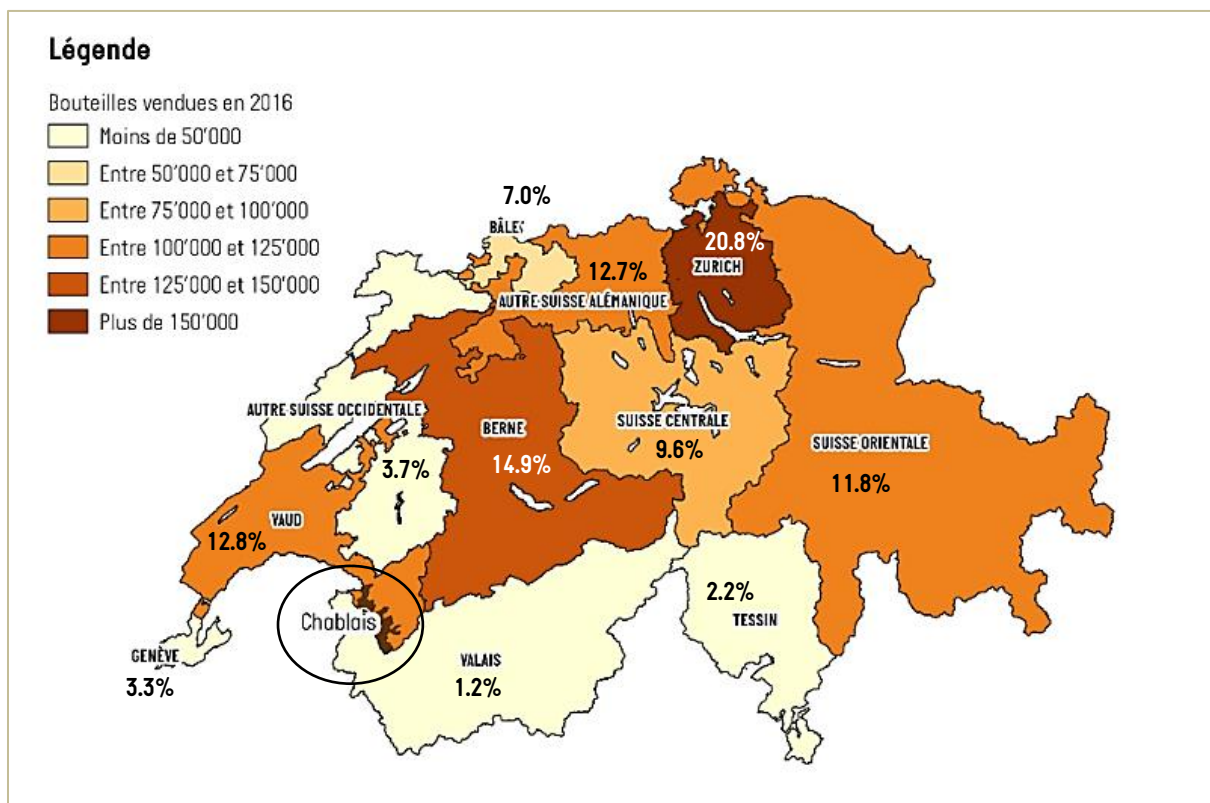 Légende
Bouteilles vendues en 2016
Moins de 50'000
Entre 50'000 et 75'000
Entre 75'000 et 100'000
Entre 100'000 et 125'000
Entre 125'000 et 150'000
Plus de 150'000
7.0%
BÂLE
20.8%
ZURICH
12.7%
AUTRE SUISSE ALÉMANIQUE
AUTRE SUISSE OCCIDENTALE
3.7%
BERNE
14.9%
SUISSE CENTRALE
9.6%
SUISSE ORIENTALE
11.8%
VAUD
12.8%
Chablais
GENÈVE
3.3%
VALAIS
1.2%
2.2%
TESSIN